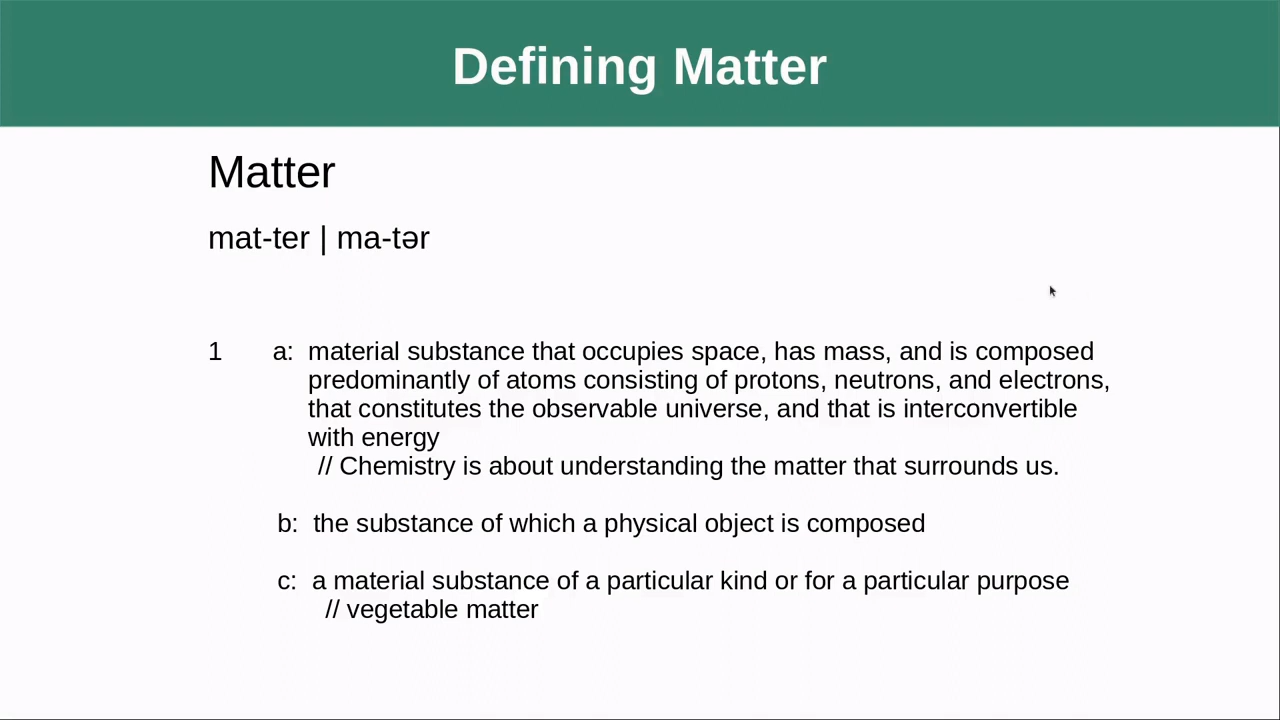 Defining Matter
Matter
mat-ter | ma-tər
1 a: material substance that occupies space, has mass, and is composed
predominantly of atoms consisting of protons, neutrons, and electrons,
that constitutes the observable universe, and that is interconvertible
with energy
// Chemistry is about understanding the matter that surrounds us.
b: the substance of which a physical object is composed
c: a material substance of a particular kind or for a particular purpose
// vegetable matter